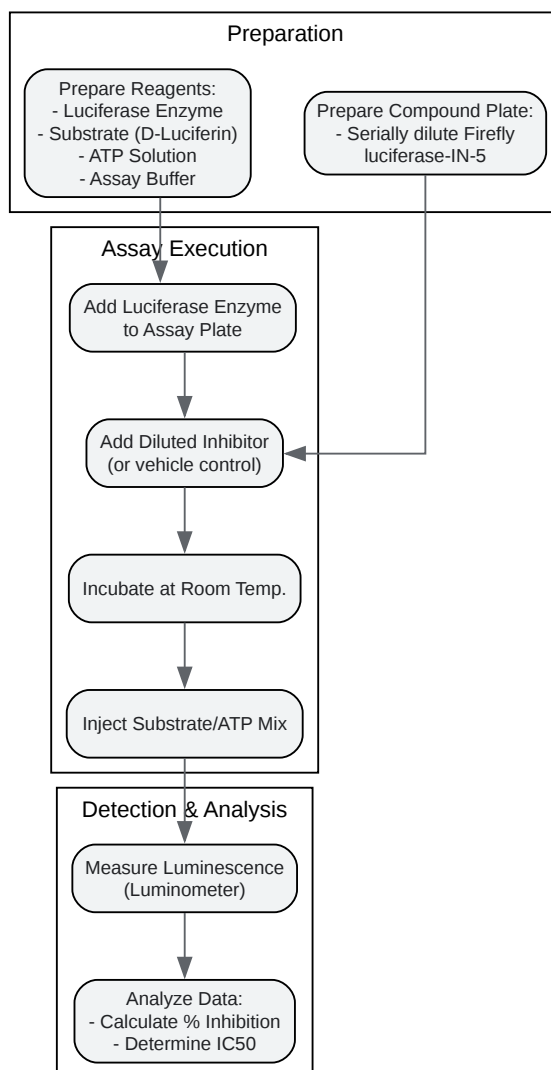 Preparation
Prepare Reagents:
- Luciferase Enzyme
- Substrate (D-Luciferin)
- ATP Solution
- Assay Buffer
Prepare Compound Plate:
- Serially dilute Firefly
luciferase-IN-5
Assay Execution
Add Luciferase Enzyme
to Assay Plate
Add Diluted Inhibitor
(or vehicle control)
Incubate at Room Temp.
Inject Substrate/ATP Mix
Detection & Analysis
Measure Luminescence
(Luminometer)
Analyze Data:
- Calculate % Inhibition
- Determine IC50